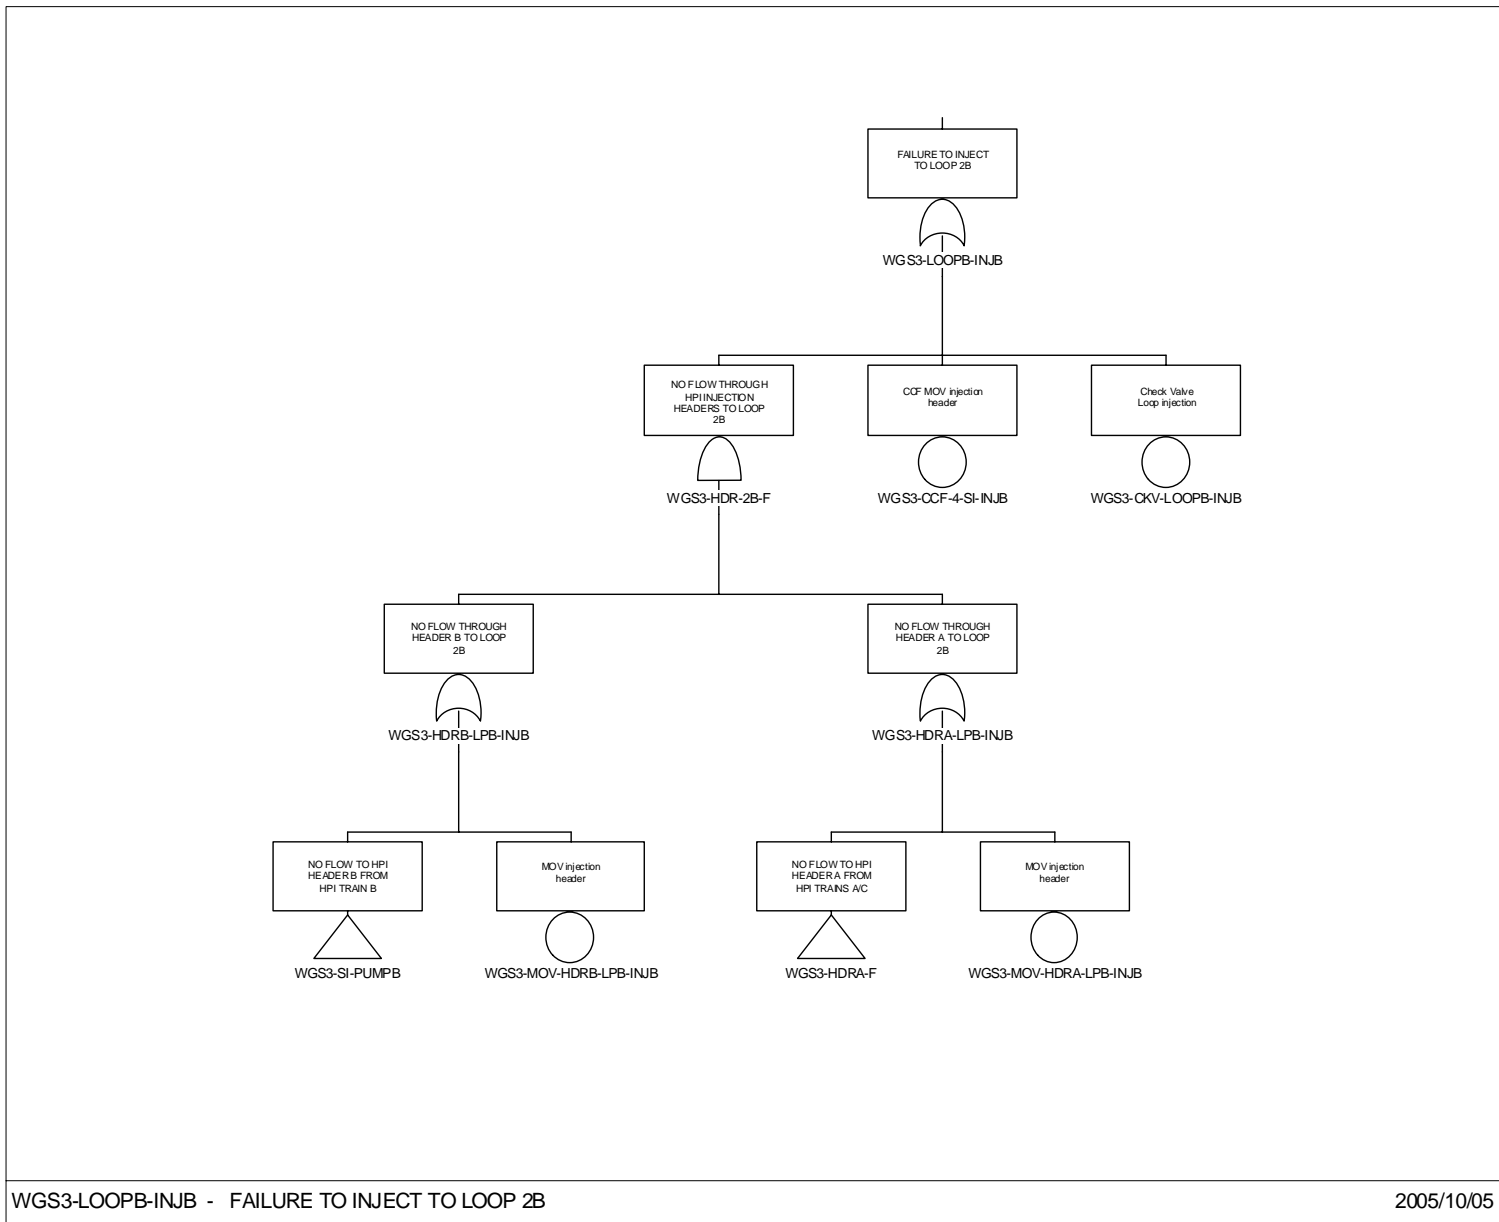 FAILURE TO INJECT
TO LOOP 2B
WGS3-LOOPB-INJB
NO FLOW THROUGH
HPI INJECTION
HEADERS TO LOOP
2B
WGS3-HDR-2B-F
CCF MOV injection
header
WGS3-CCF-4-SI-INJB
Check Valve
Loop injection
WGS3-CKV-LOOPB-INJB
NO FLOW THROUGH
HEADER B TO LOOP
2B
WGS3-HDRB-LPB-INJB
NO FLOW THROUGH
HEADER A TO LOOP
2B
WGS3-HDRA-LPB-INJB
NO FLOW TO HPI
HEADER B FROM
HPI TRAIN B
WGS3-SI-PUMPB
MOV injection
header
WGS3-MOV-HDRB-LPB-INJB
NO FLOW TO HPI
HEADER A FROM
HPI TRAINS A/C
WGS3-HDRA-F
MOV injection
header
WGS3-MOV-HDRA-LPB-INJB
WGS3-LOOPB-INJB - FAILURE TO INJECT TO LOOP 2B
2005/10/05